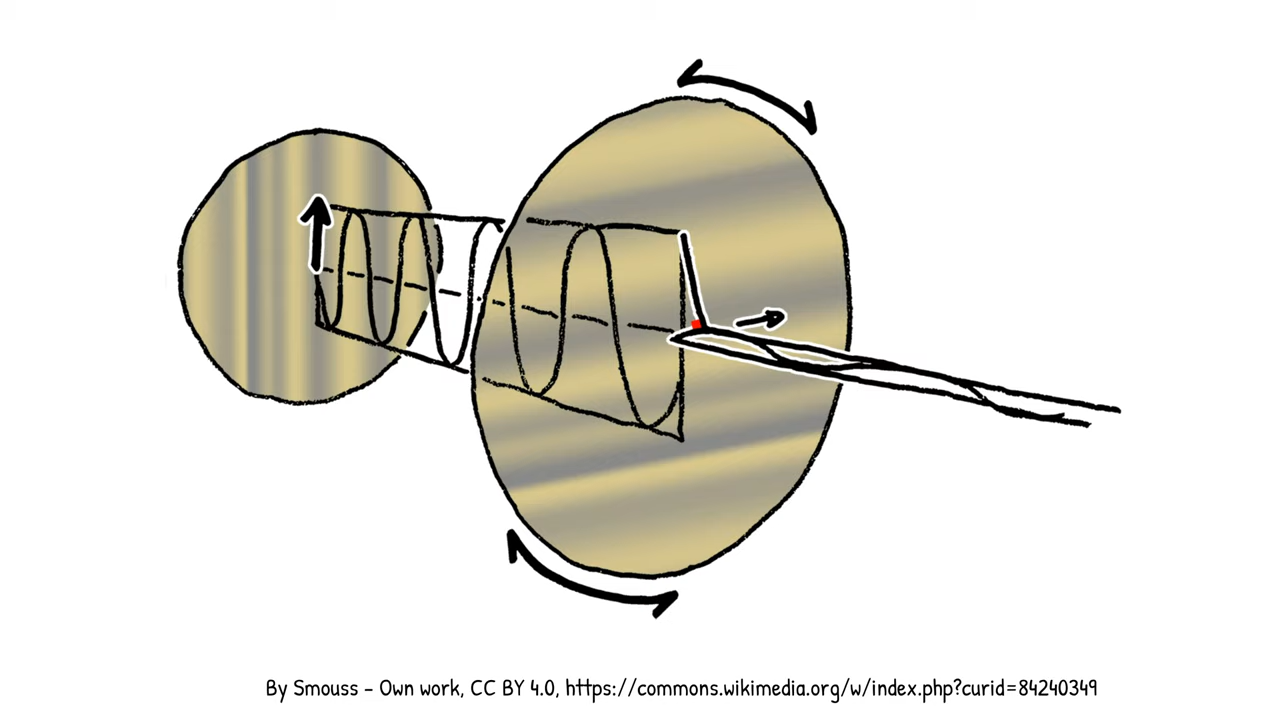 By Smouss – Own work, CC BY 4.0, https://commons.wikimedia.org/w/index.php?curid=84240349